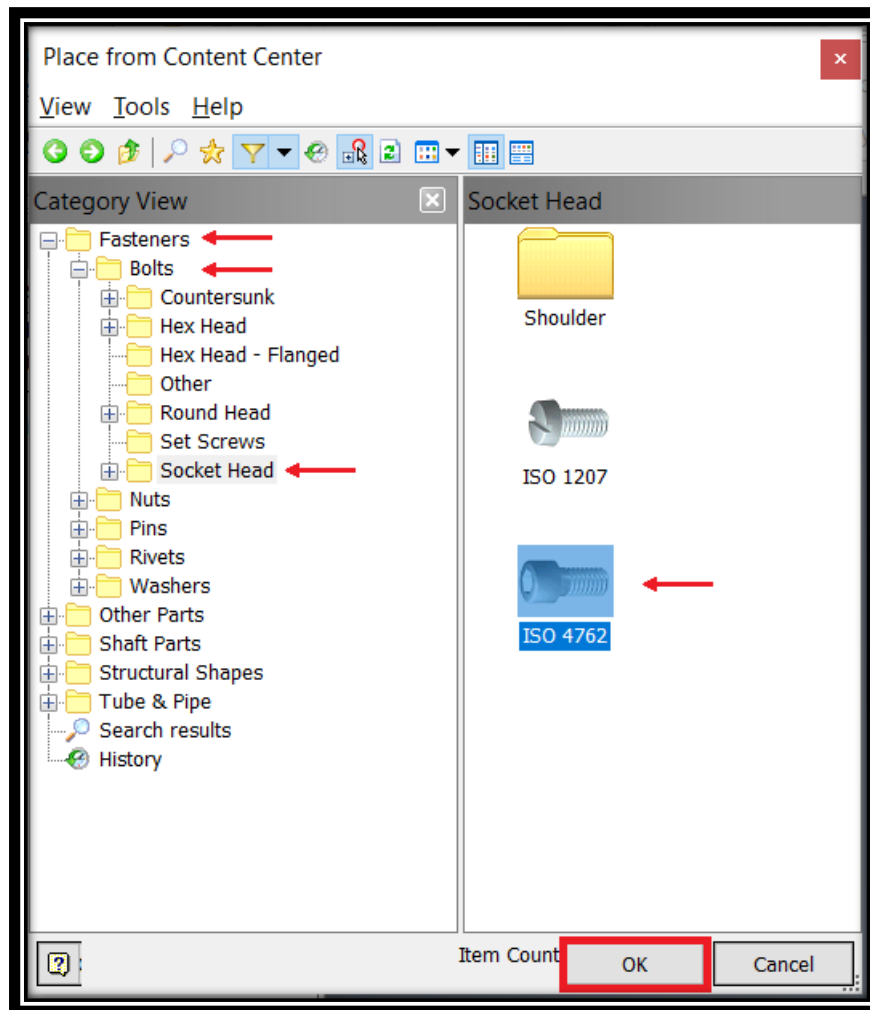 Place from Content Center
View Tools Help
Category View
Fasteners
Bolts
Countersunk
Hex Head
Hex Head - Flanged
Other
Round Head
Set Screws
Socket Head
Nuts
Pins
Rivets
Washers
Other Parts
Shaft Parts
Structural Shapes
Tube & Pipe
Search results
History
Socket Head
Shoulder
ISO 1207
ISO 4762
Item Count
OK
Cancel